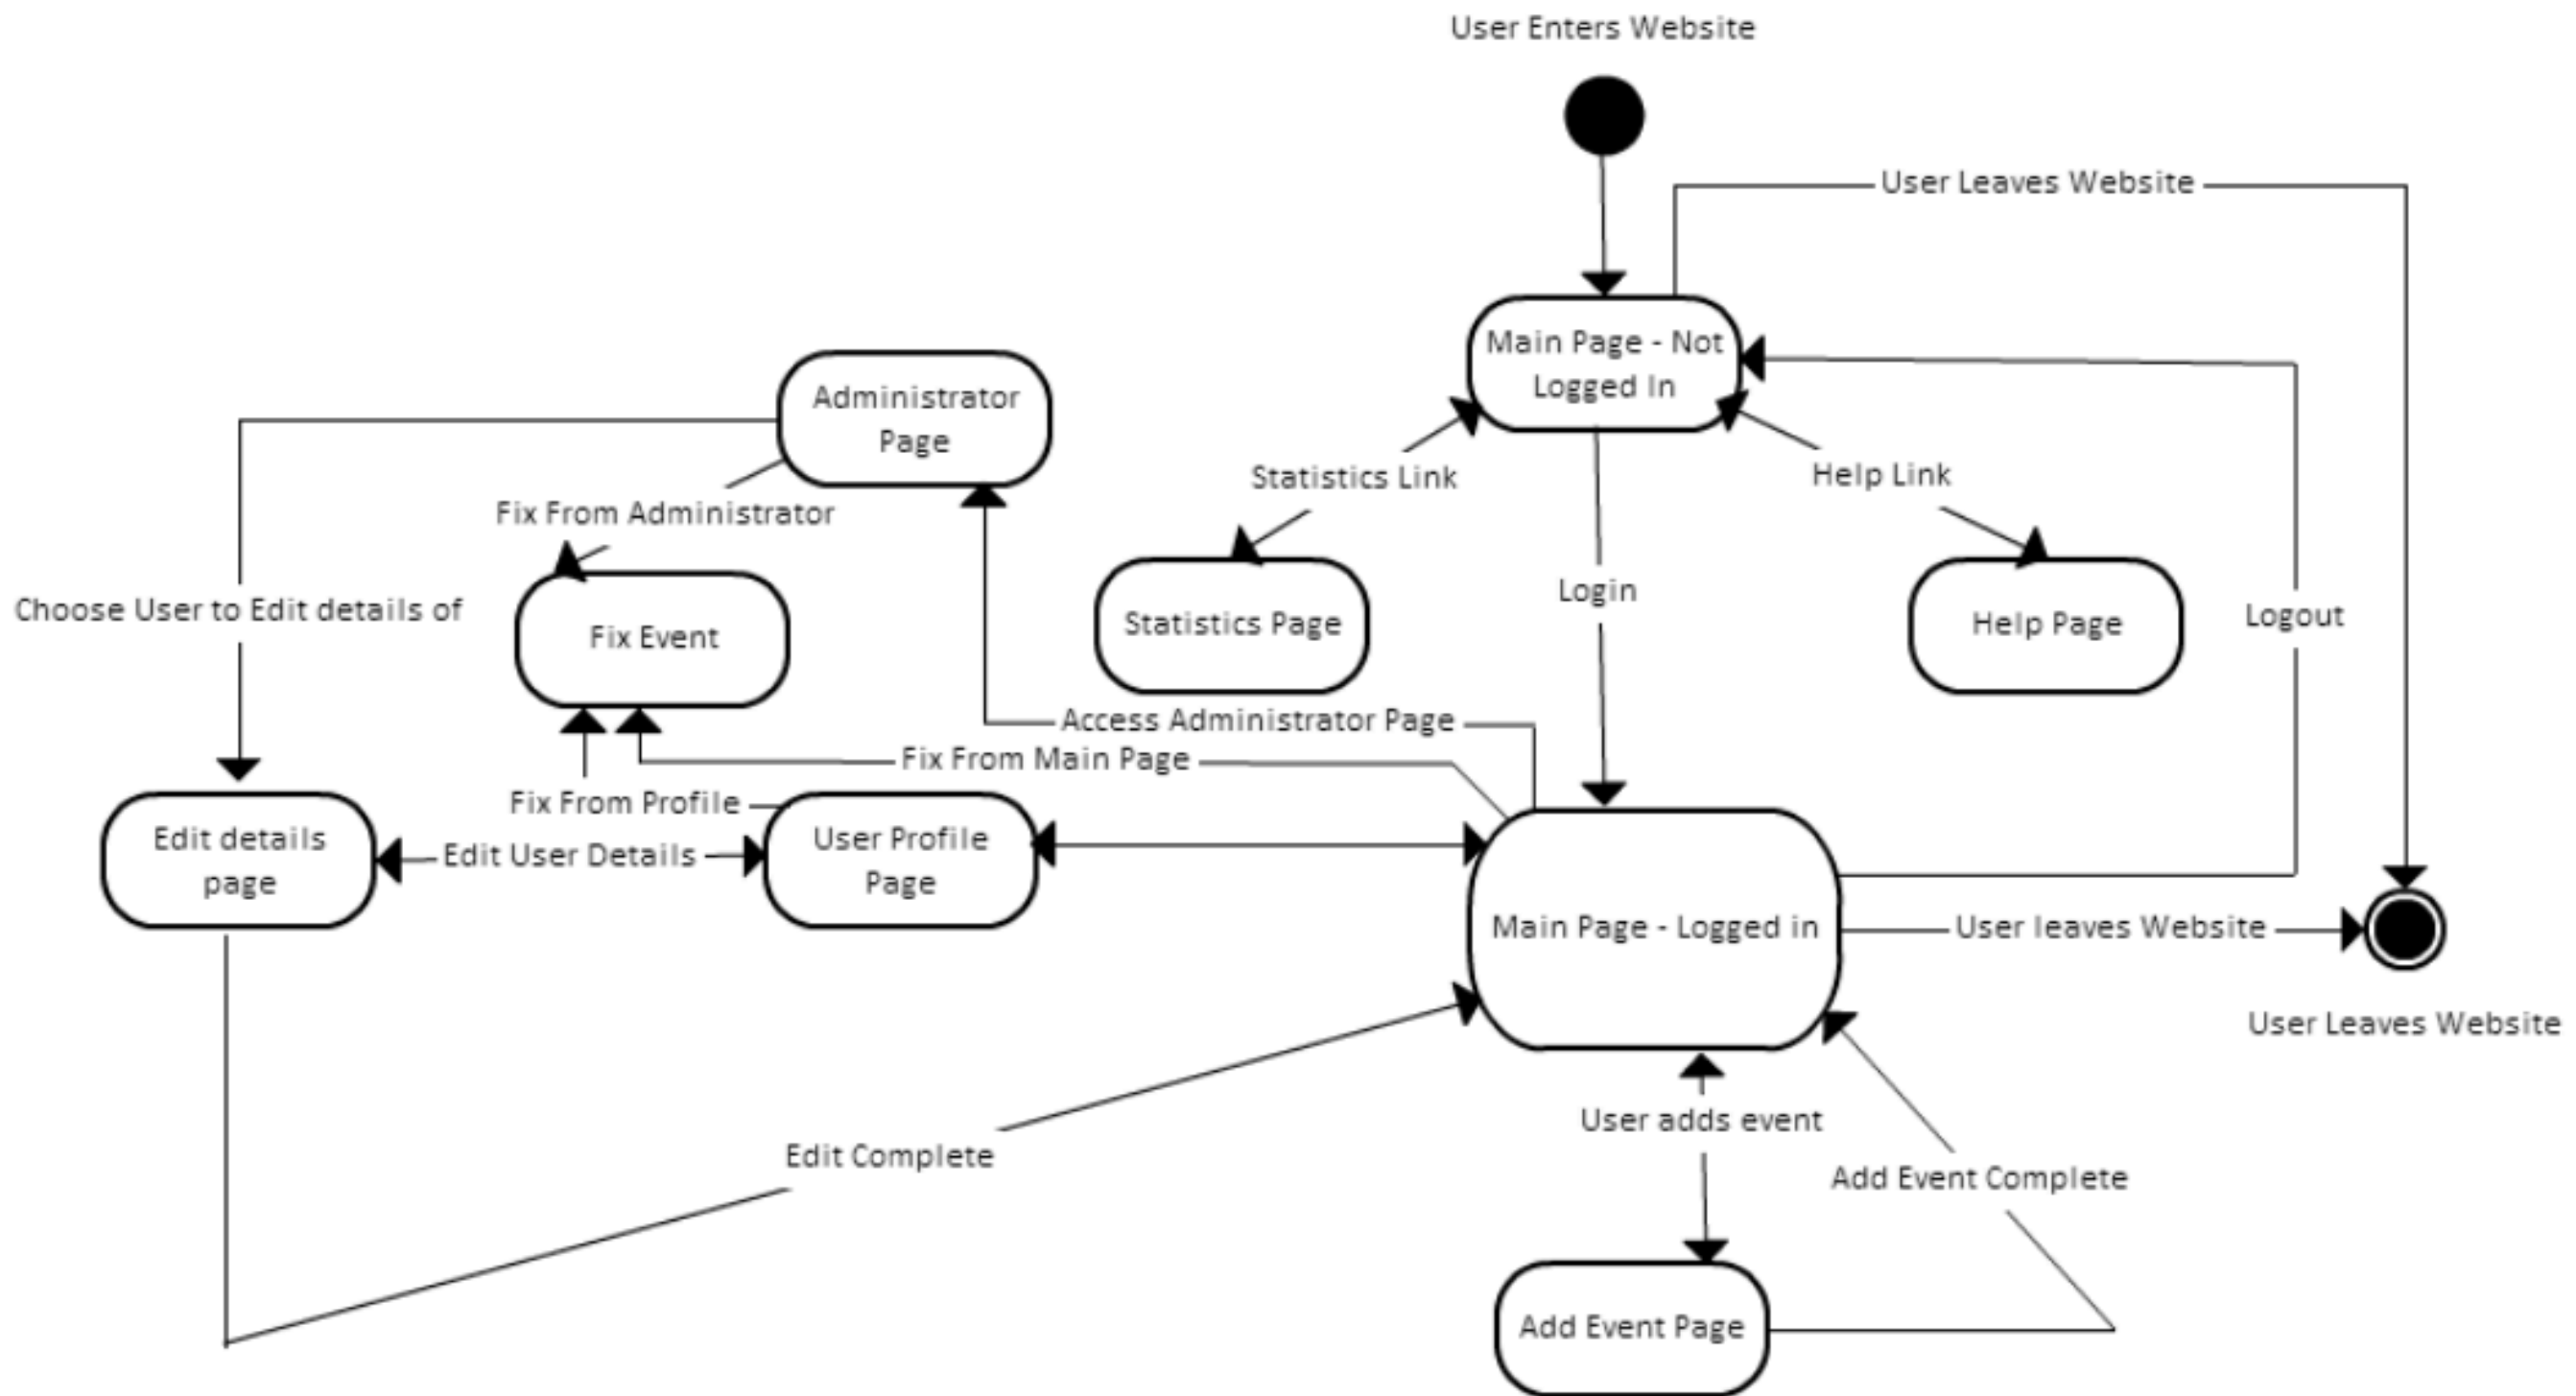 User Enters Website
User Leaves Website
Main Page - Not
Logged In
Administrator
Page
Statistics Link
Help Link
Fix From Administrator
Login
Choose User to Edit details of
Fix Event
Statistics Page
Help Page
Logout
Access Administrator Page
Fix From Main Page
Fix From Profile
Edit details
page
Edit User Details
User Profile
Page
Main Page - Logged in
User leaves Website
User Leaves Website
User adds event
Edit Complete
Add Event Complete
Add Event Page